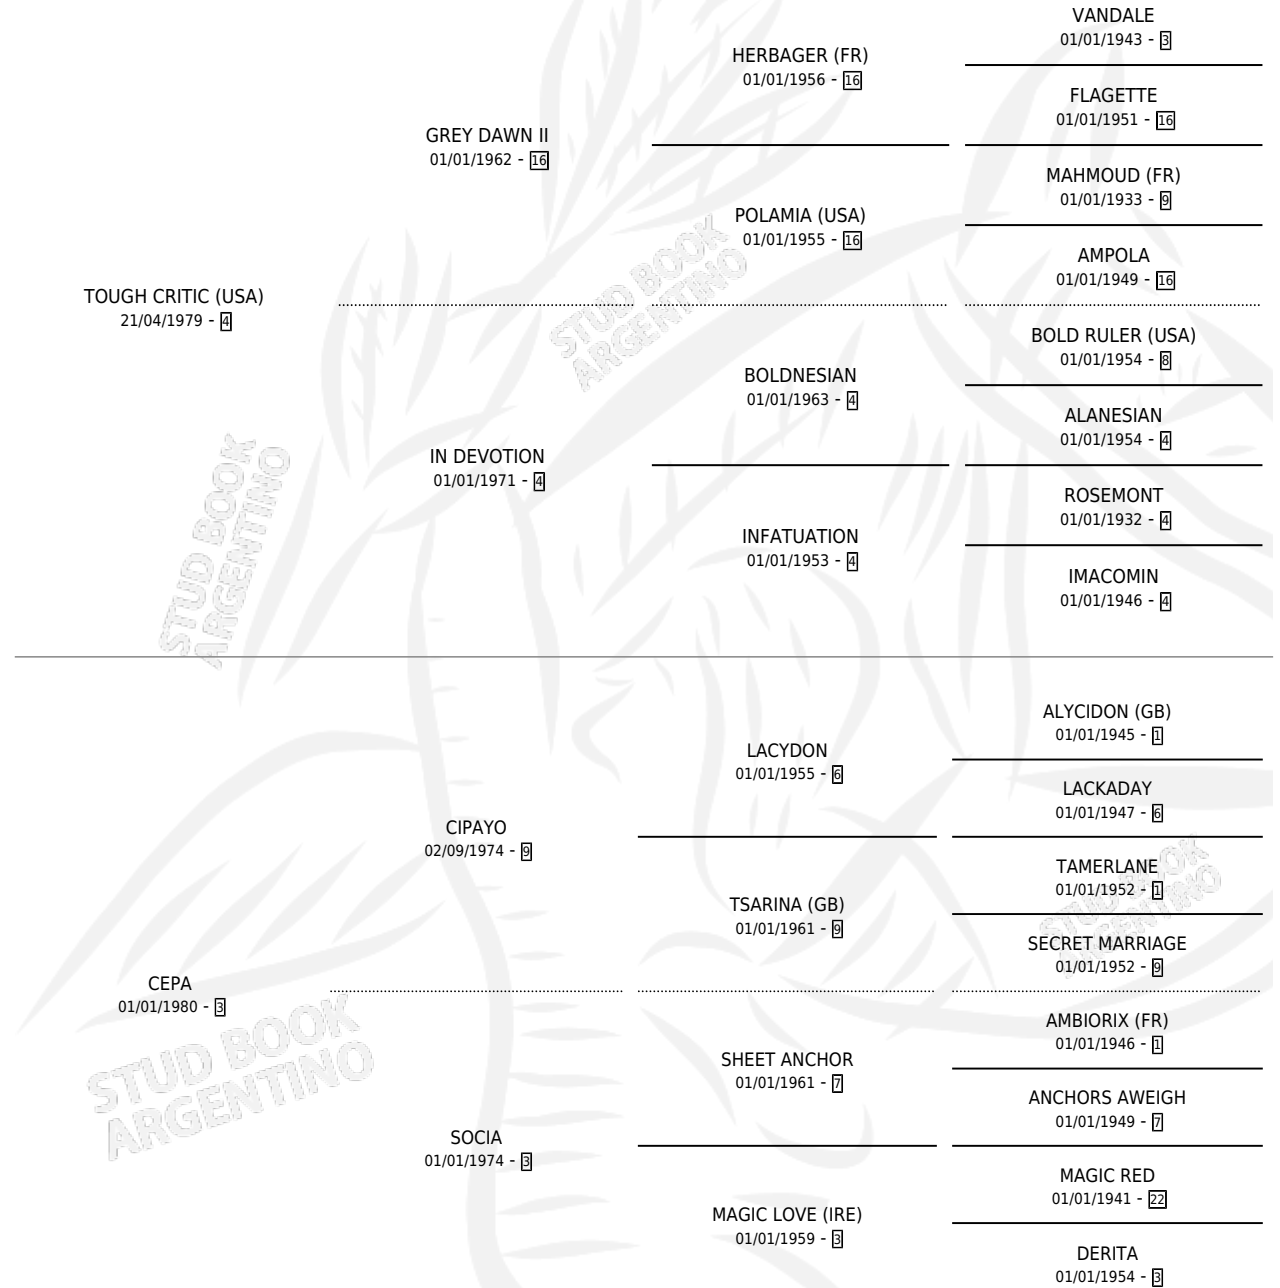 VANDALE
01/01/1943 - 3
HERBAGER (FR)
01/01/1956 - 16
FLAGETTE
01/01/1951 - 16
GREY DAWN II
01/01/1962 - 16
MAHMOUD (FR)
01/01/1933 - 9
POLAMIA (USA)
01/01/1955 - 16
AMPOLA
01/01/1949 - 16
TOUGH CRITIC (USA)
21/04/1979 - 4
BOLD RULER (USA)
01/01/1954 - 8
BOLDNESIAN
01/01/1963 - 4
ALANESIAN
01/01/1954 - 4
IN DEVOTION
01/01/1971 - 4
ROSEMONT
01/01/1932 - 4
INFATUATION
01/01/1953 - 4
IMACOMIN
01/01/1946 - 4
STUD BOOK
ARGENTINO
STUD BOOK
ARGENTINO
ALYCIDON (GB)
01/01/1945 - 1
LACYDON
01/01/1955 - 6
LACKADAY
01/01/1947 - 6
CIPAYO
02/09/1974 - 9
TAMERLANE
01/01/1952 - 1
TSARINA (GB)
01/01/1961 - 9
SECRET MARRIAGE
01/01/1952 - 9
STUD BOOK
ARGENTINO
CEPA
01/01/1980 - 3
AMBIORIX (FR)
01/01/1946 - 1
SHEET ANCHOR
01/01/1961 - 7
ANCHORS AWEIGH
01/01/1949 - 7
STUD BOOK
ARGENTINO
SOCIA
01/01/1974 - 3
MAGIC RED
01/01/1941 - 22
MAGIC LOVE (IRE)
01/01/1959 - 3
DERITA
01/01/1954 - 3